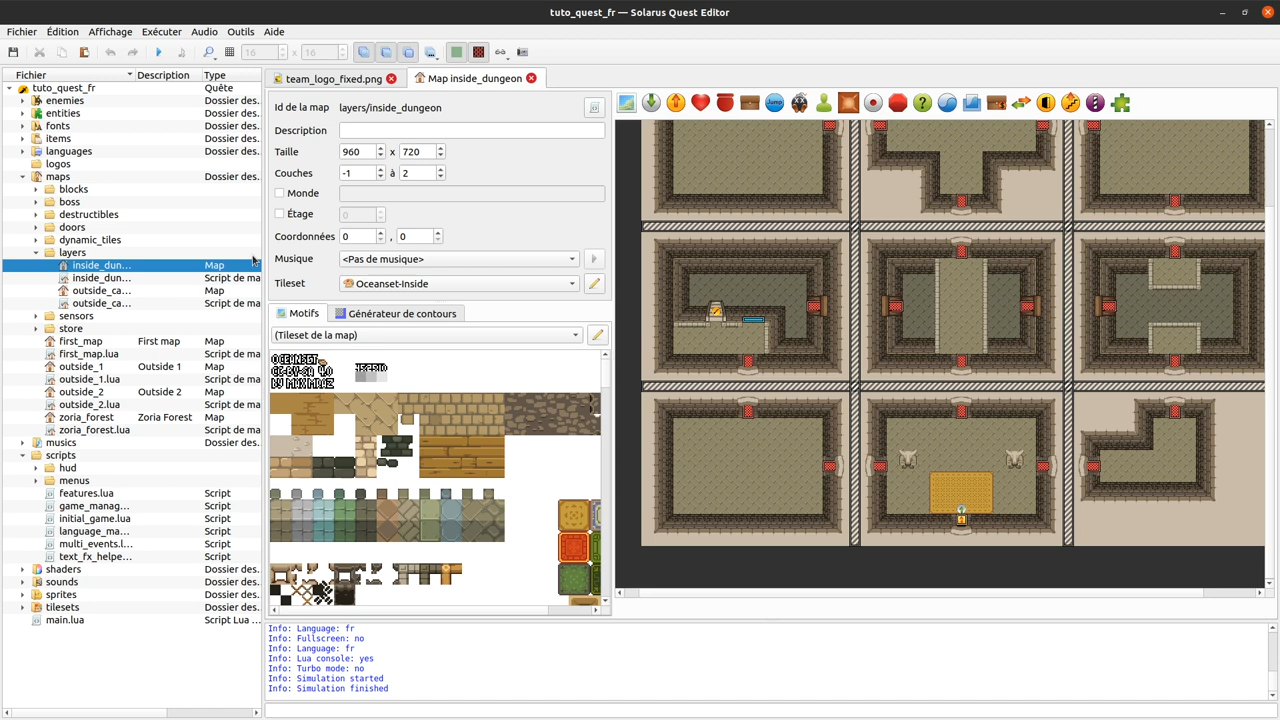 tuto_quest_fr — Solarus Quest Editor
Fichier Édition Affichage Exécuter Audio Outils Aide
16 x 16
Fichier Description Type
tuto_quest_fr Quête
enemies Dossier des...
entities Dossier des...
fonts Dossier des...
items Dossier des...
languages Dossier des...
logos
maps Dossier des...
blocks
boss
destructibles
doors
dynamic_tiles
layers
inside_dun... Map
inside_dun... Script de ma
outside_ca... Map
outside_ca... Script de ma
sensors
store
first_map First map Map
first_map.lua Script de ma
outside_1 Outside 1 Map
outside_1.lua Script de ma
outside_2 Outside 2 Map
outside_2.lua Script de ma
zoria_forest Zoria Forest Map
zoria_forest.lua Script de ma
musics Dossier des...
scripts Dossier des...
hud
menus
features.lua Script
game_manag... Script
initial_game.lua Script
language_ma... Script
multi_events.l... Script
text_fx_helpe... Script
shaders Dossier des...
sounds Dossier des...
sprites Dossier des...
tilesets Dossier des...
main.lua Script Lua ...
team_logo_fixed.png Map inside_dungeon
Id de la map layers/inside_dungeon
Description
Taille 960 x 720
Couches -1 à 2
Monde
Étage 0
Coordonnées 0 , 0
Musique <Pas de musique>
Tileset Oceanset-Inside
Motifs Générateur de contours
(Tileset de la map)
OCEANSET
CC-BY-SA 4.0
BY MAX MRAZ
Jump
Info: Language: fr
Info: Fullscreen: no
Info: Language: fr
Info: Lua console: yes
Info: Turbo mode: no
Info: Simulation started
Info: Simulation finished